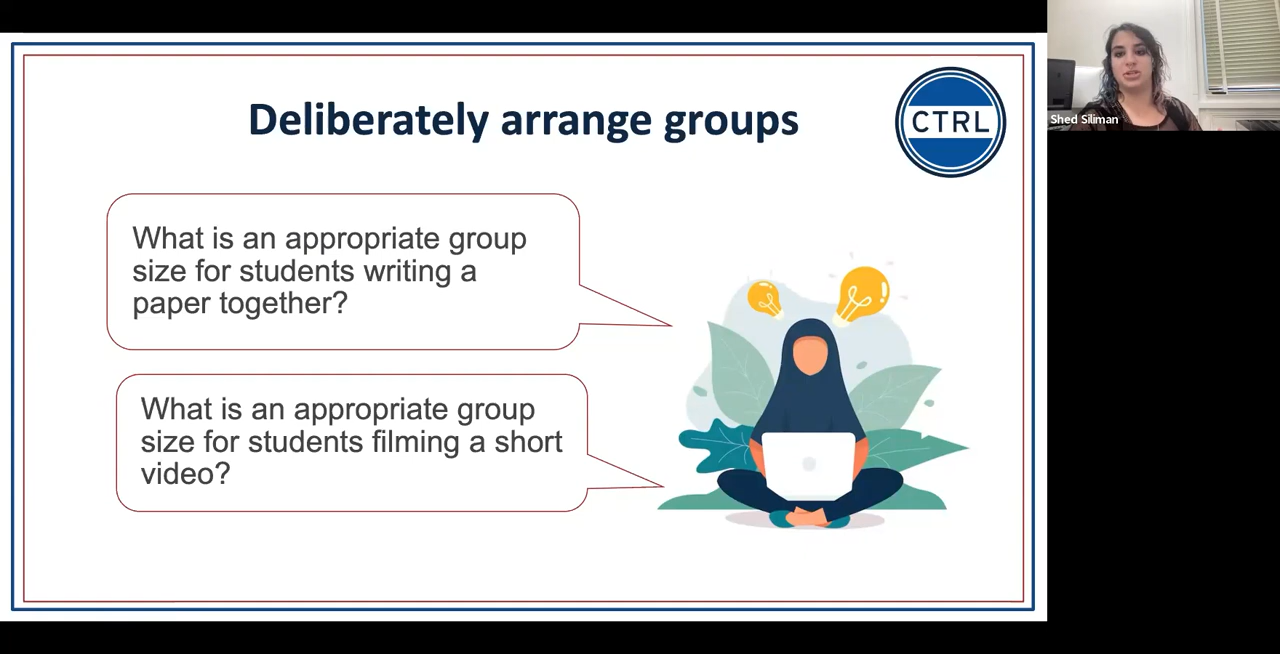 Deliberately arrange groups
CTRL
What is an appropriate group
size for students writing a
paper together?
What is an appropriate group
size for students filming a short
video?
Shed Siliman